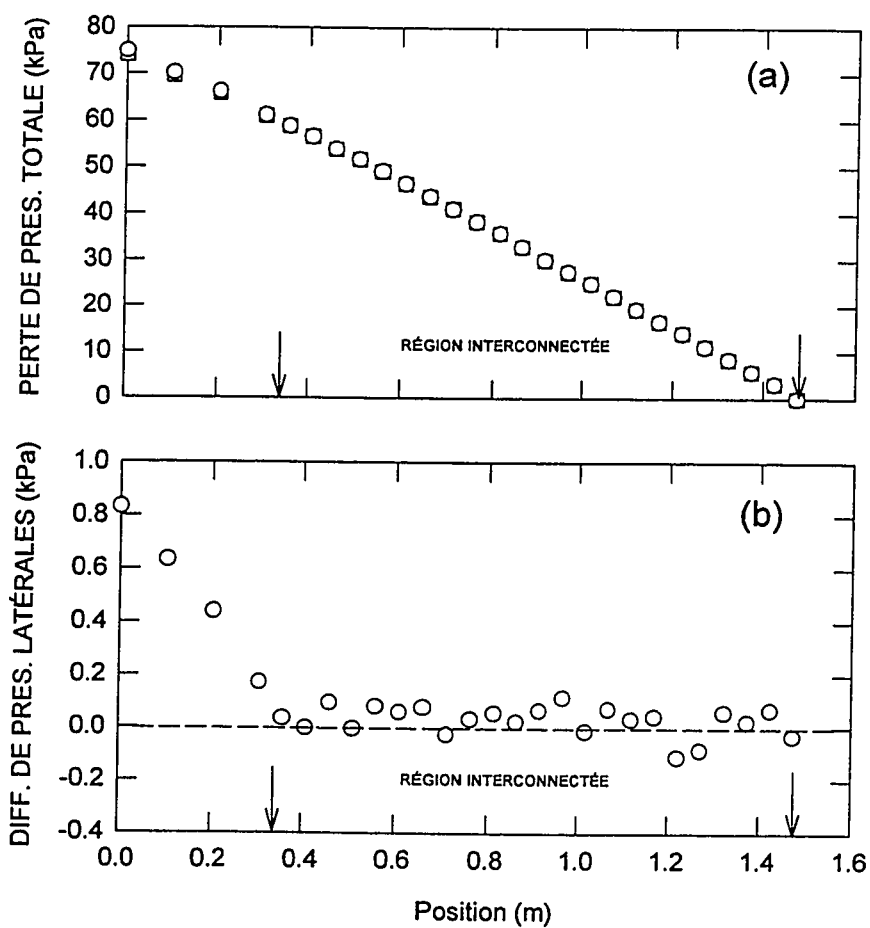 PERTE DE PRES. TOTALE (kPa)
80
70
60
50
40
30
20
10
0
(a)
RÉGION INTERCONNECTÉE
DIFF. DE PRES. LATÉRALES (kPa)
1.0
0.8
0.6
0.4
0.2
0.0
-0.2
-0.4
(b)
RÉGION INTERCONNECTÉE
0.0 0.2 0.4 0.6 0.8 1.0 1.2 1.4 1.6
Position (m)